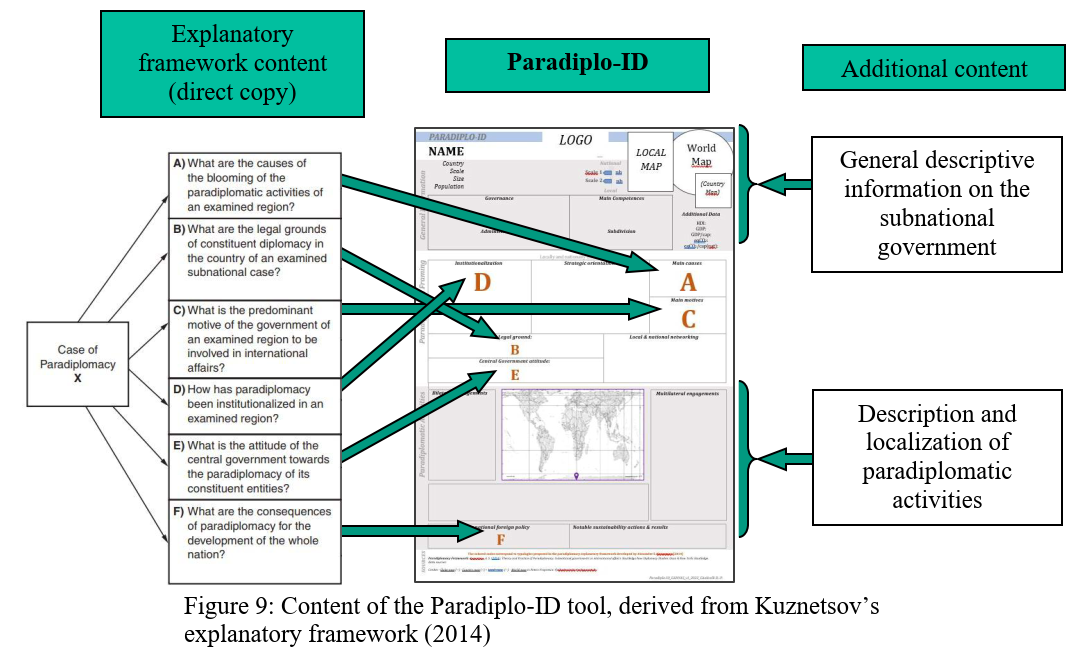 Explanatory
framework content
(direct copy)
Paradiplo-ID
Additional content
Case of
Paradiplomacy
X
A) What are the causes of
the blooming of the
paradiplomatic activities of
an examined region?
B) What are the legal grounds
of constituent diplomacy in
the country of an examined
subnational case?
C) What is the predominant
motive of the government of
an examined region to be
involved in international
affairs?
D) How has paradiplomacy
been institutionalized in an
examined region?
E) What is the attitude of the
central government towards
the paradiplomacy of its
constituent entities?
F) What are the consequences
of paradiplomacy for the
development of the whole
nation?
PARADIPLO-ID
LOGO
NAME
Country
Scale
Size
Population
National
Scale 1
Scale 2
Local
LOCAL
MAP
World
Map
(Country
Map)
Governance
Main Competences
Subdivision
Additional Data
HDI:
GDP:
GDP/cap:
Institutionalization
D
Main causes
A
Main motives
C
legal ground:
B
Local & national networking
Central Government attitude:
E
Multilateral engagements
national foreign policy
F
Notable sustainability actions & results
SOURCES
General descriptive
information on the
subnational
government
Description and
localization of
paradiplomatic
activities
Figure 9: Content of the Paradiplo-ID tool, derived from Kuznetsov’s
explanatory framework (2014)